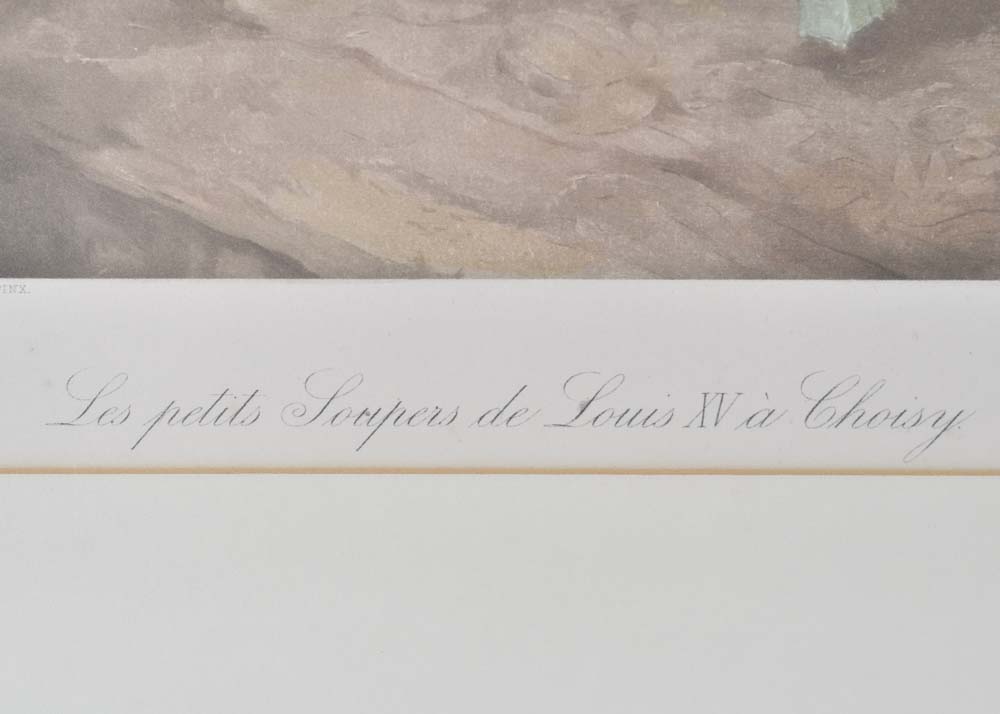 PINX.
Les petits Soupers de Louis XV à Choisy.